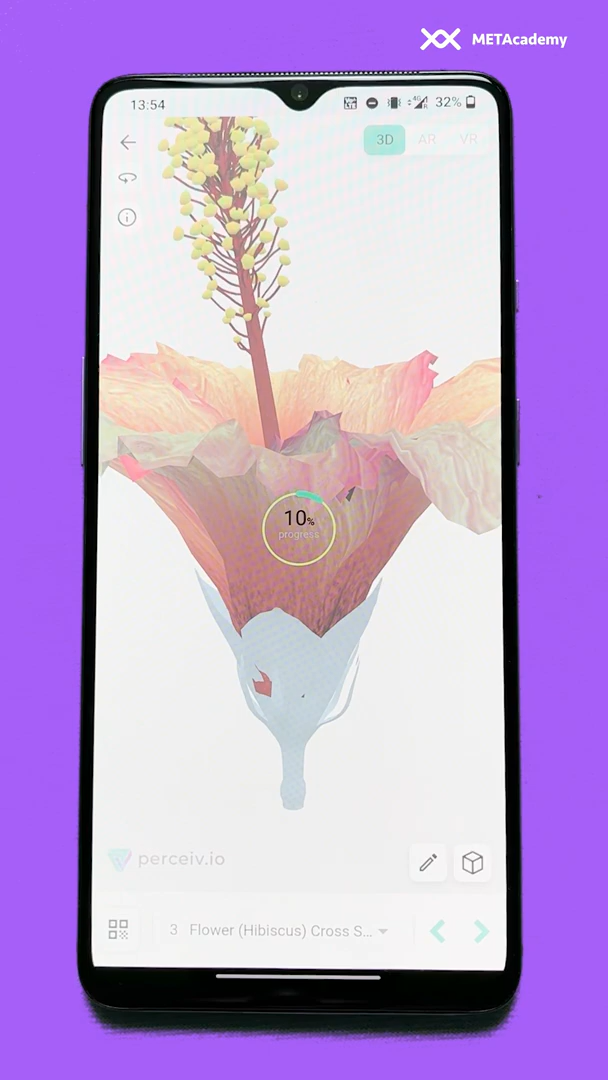 METAcademy
13:54
32%
3D AR VR
10%
progress
perceiv.io
3 Flower (Hibiscus) Cross S...